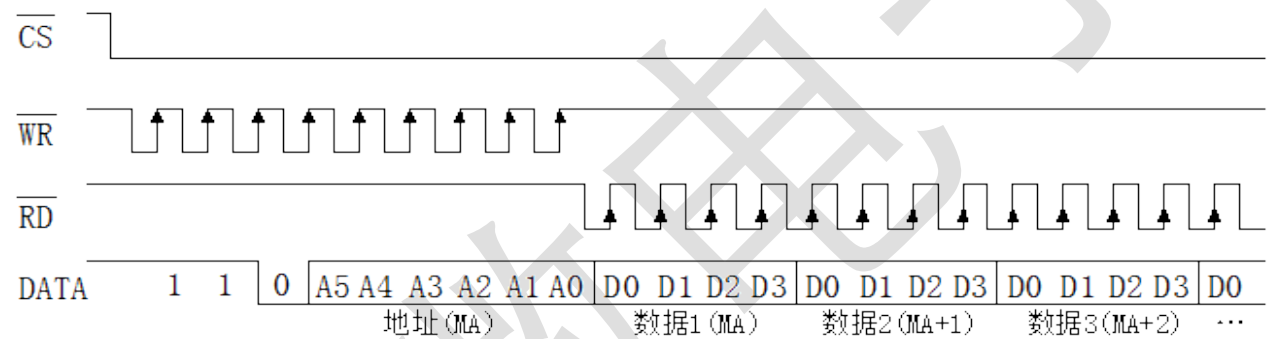 CS
WR
RD
DATA 1 1 0 A5 A4 A3 A2 A1 A0 D0 D1 D2 D3 D0 D1 D2 D3 D0 D1 D2 D3 D0
地址(MA) 数据1(MA) 数据2(MA+1) 数据3(MA+2) ...